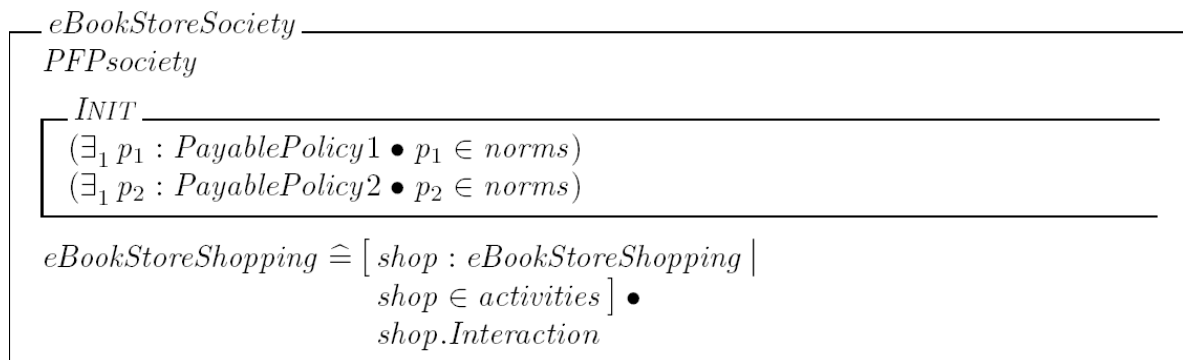 eBookStoreSociety
PFPsociety
INIT
(∃₁ p₁ : PayablePolicy1 • p₁ ∈ norms)
(∃₁ p₂ : PayablePolicy2 • p₂ ∈ norms)
eBookStoreShopping ≙ [ shop : eBookStoreShopping |
shop ∈ activities ] •
shop.Interaction